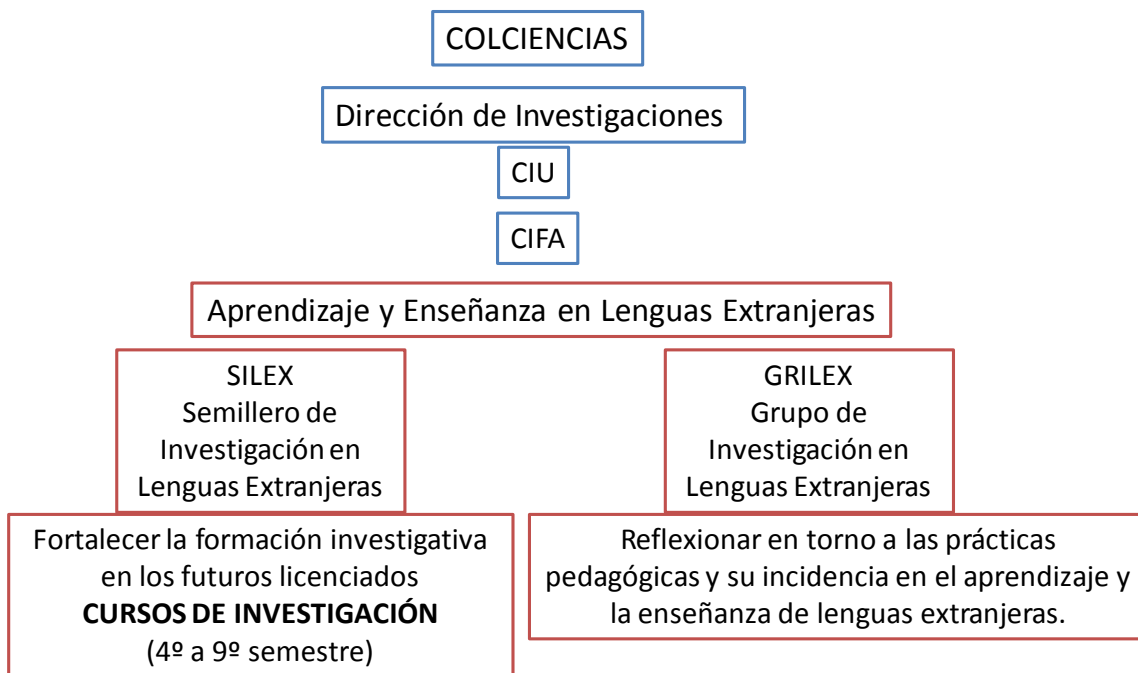 COLCIENCIAS
Dirección de Investigaciones
CIU
CIFA
Aprendizaje y Enseñanza en Lenguas Extranjeras
SILEX
Semillero de
Investigación en
Lenguas Extranjeras
GRILEX
Grupo de
Investigación en
Lenguas Extranjeras
Fortalecer la formación investigativa
en los futuros licenciados
CURSOS DE INVESTIGACIÓN
(4º a 9º semestre)
Reflexionar en torno a las prácticas
pedagógicas y su incidencia en el aprendizaje y
la enseñanza de lenguas extranjeras.